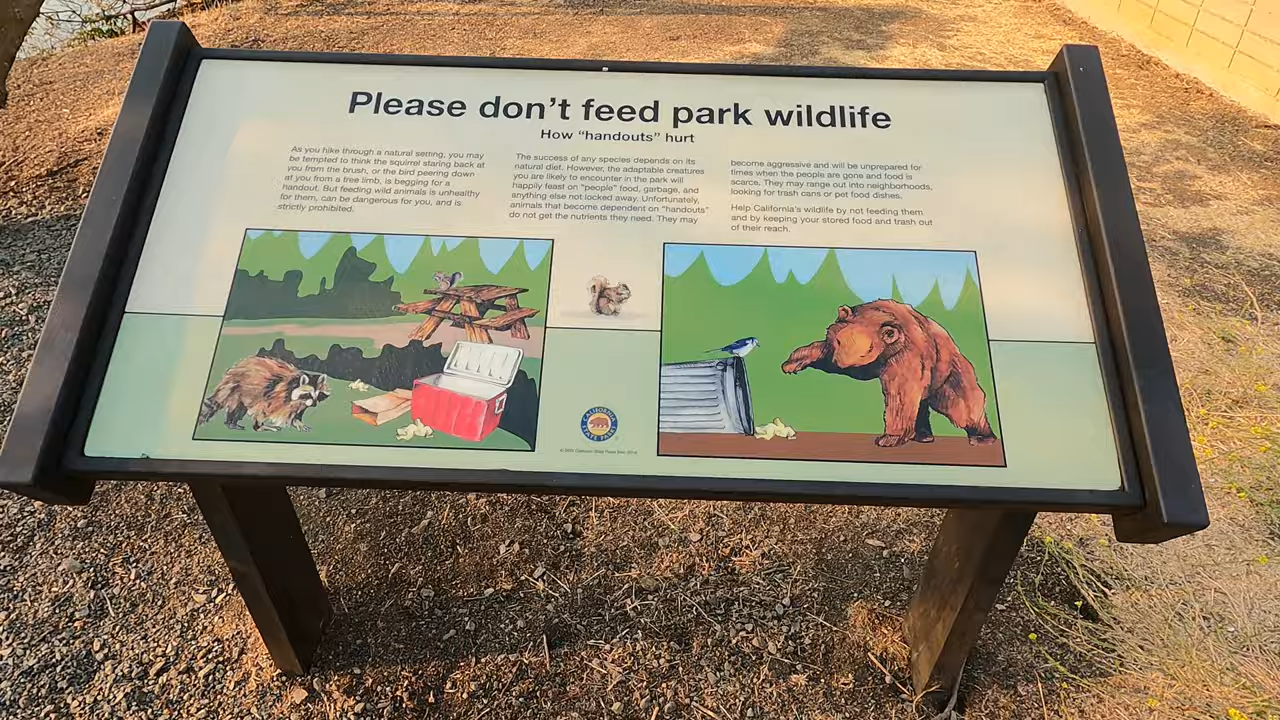 Please don't feed park wildlife
How "handouts" hurt
As you hike through a natural setting, you may
be tempted to think the squirrel staring back at
you from the brush, or the bird peering down
at you from a tree limb, is begging for a
handout. But feeding wild animals is unhealthy
for them, can be dangerous for you, and is
strictly prohibited.
The success of any species depends on its
natural diet. However, the adaptable creatures
you are likely to encounter in the park will
happily feast on "people" food, garbage, and
anything else not locked away. Unfortunately,
animals that become dependent on "handouts"
do not get the nutrients they need. They may
become aggressive and will be unprepared for
times when the people are gone and food is
scarce. They may range out into neighborhoods,
looking for trash cans or pet food dishes.
Help California's wildlife by not feeding them
and by keeping your stored food and trash out
of their reach.
CALIFORNIA
STATE PARKS